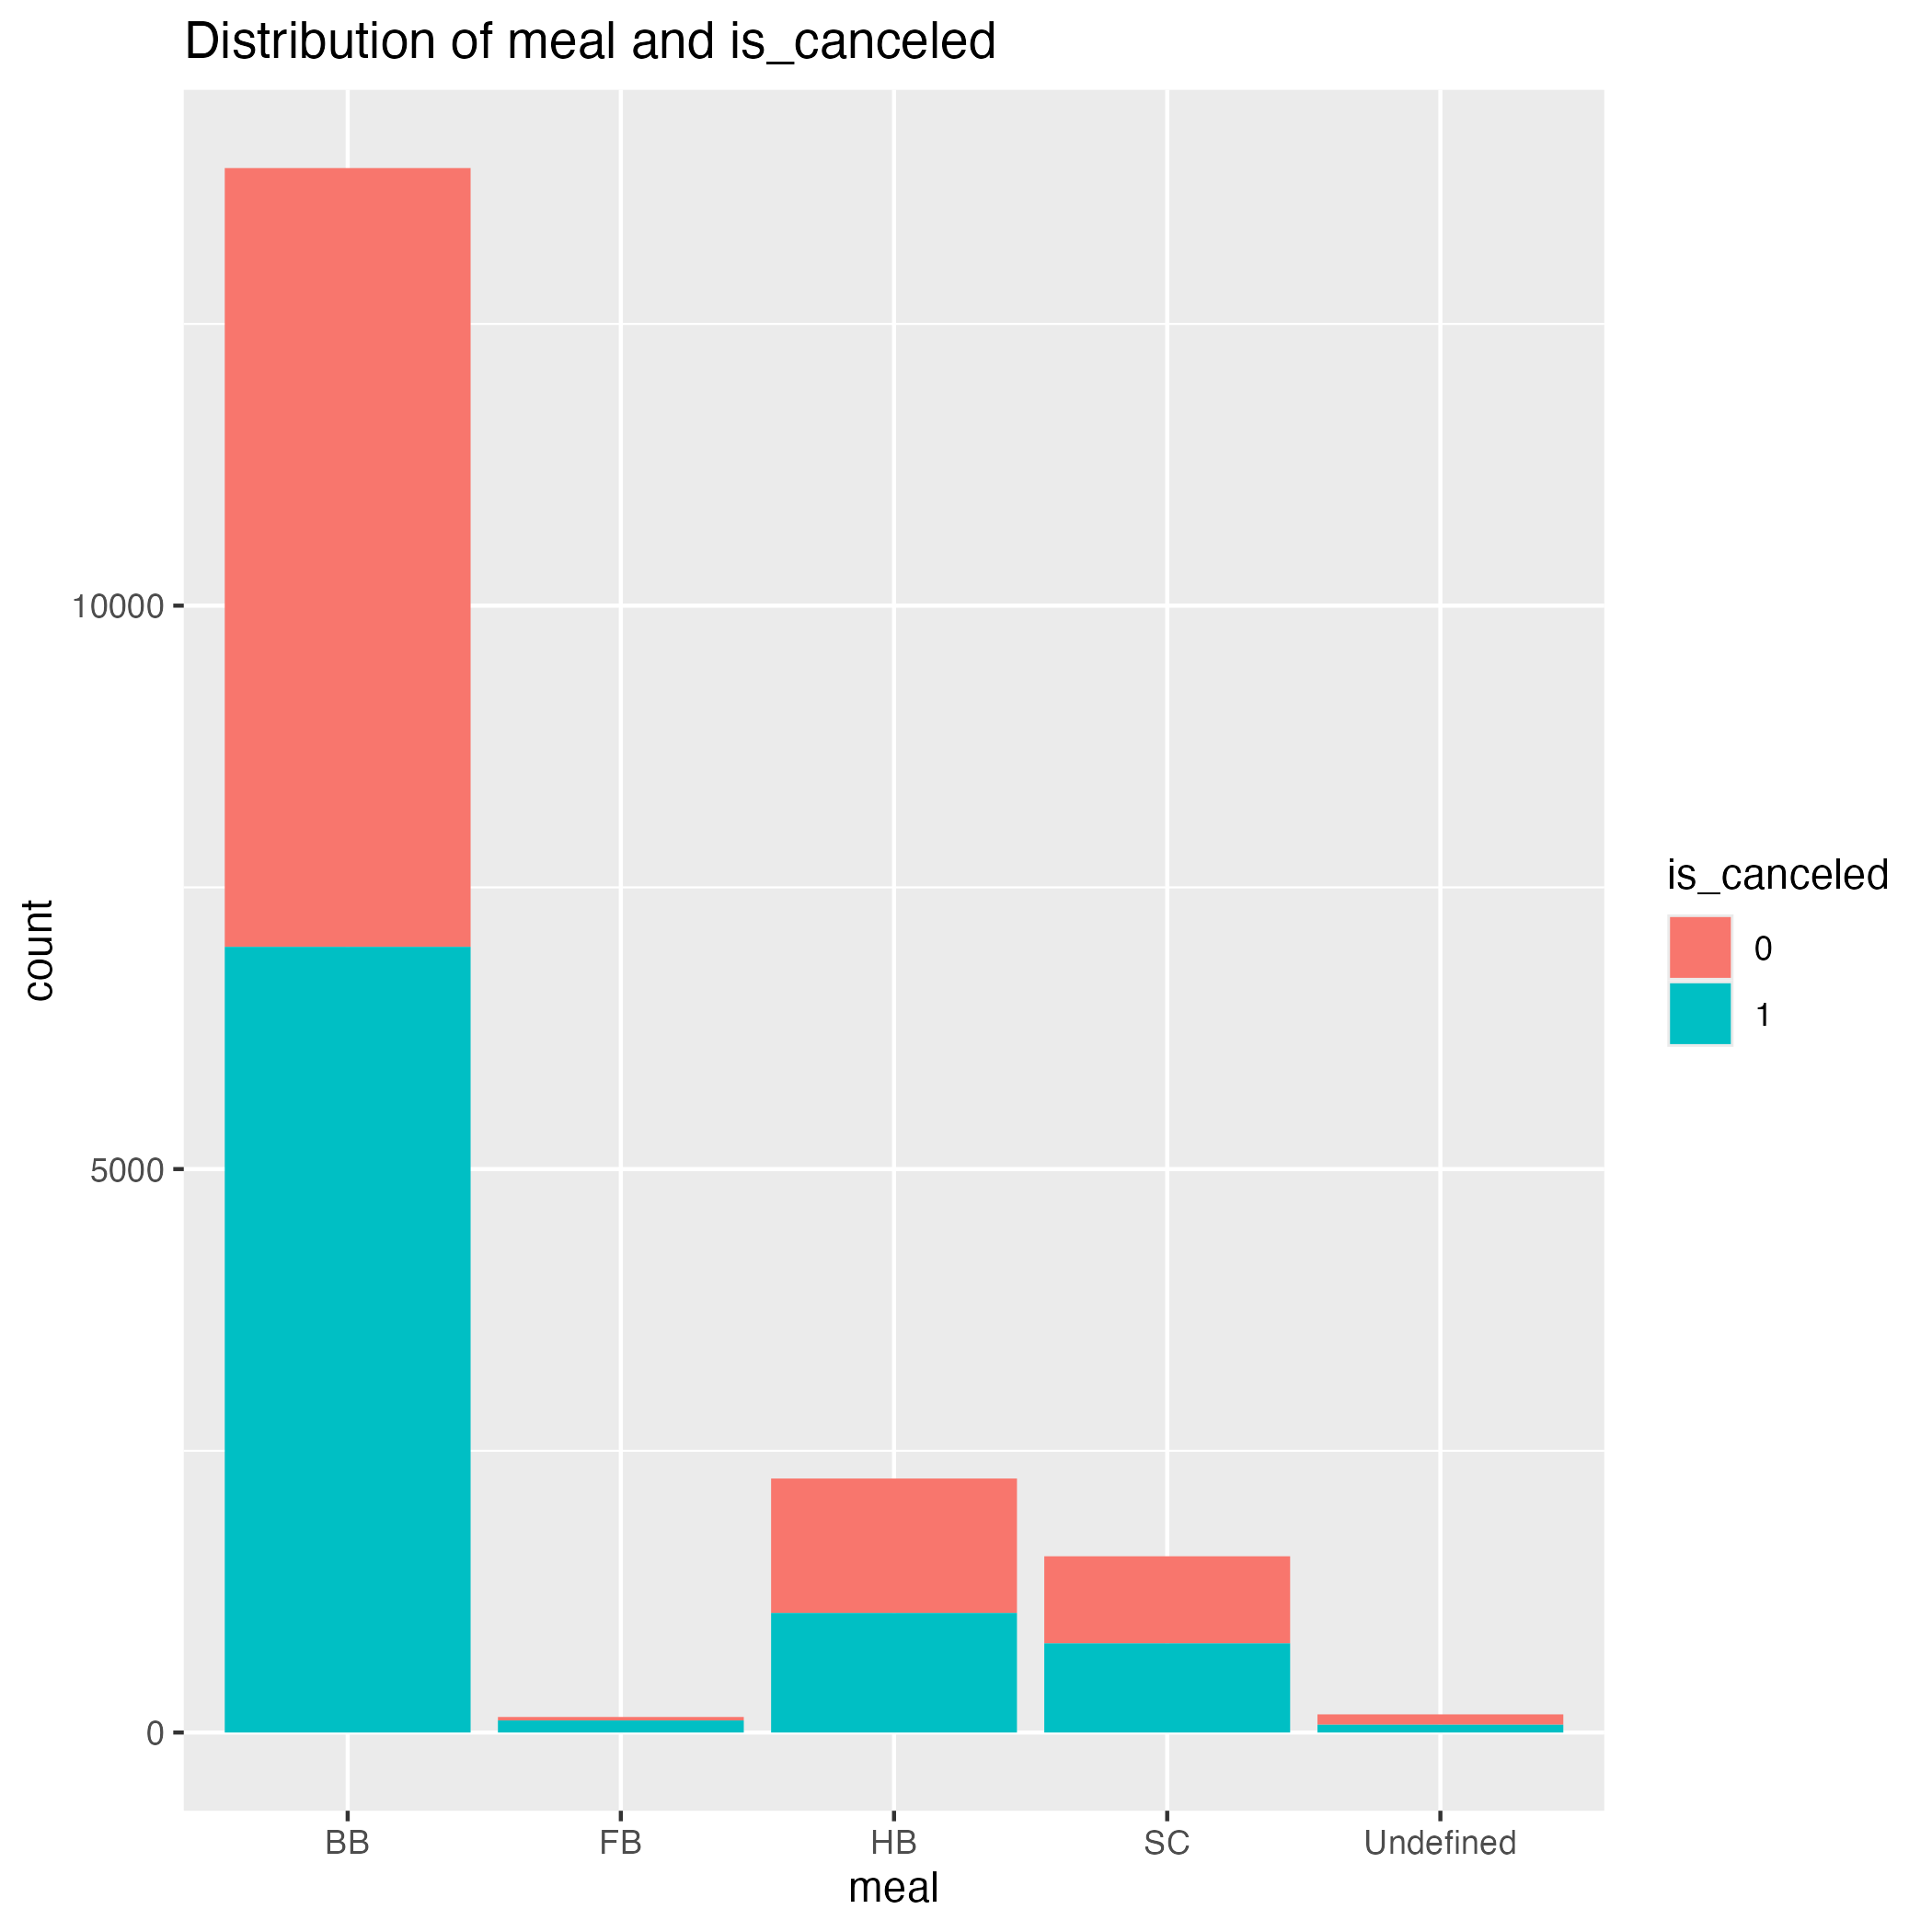 Distribution of meal and is_canceled
count
10000
5000
0
BB
FB
HB
SC
Undefined
meal
is_canceled
0
1